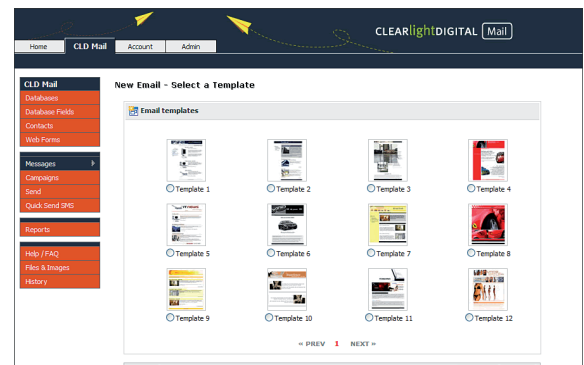 CLEARlightDIGITAL Mail
Home CLD Mail Account Admin
CLD Mail
Databases
Database Fields
Contacts
Web Forms
Messages
Campaigns
Send
Quick Send SMS
Reports
Help / FAQ
Files & Images
History
New Email - Select a Template
Email templates
Template 1 Template 2 Template 3 Template 4
Template 5 Template 6 Template 7 Template 8
Template 9 Template 10 Template 11 Template 12
« PREV 1 NEXT »